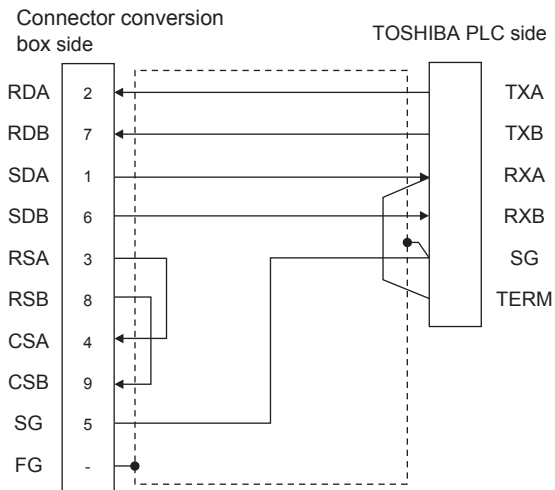 Connector conversion
box side
TOSHIBA PLC side
RDA 2 TXA
RDB 7 TXB
SDA 1 RXA
SDB 6 RXB
RSA 3 SG
RSB 8 TERM
CSA 4
CSB 9
SG 5
FG -